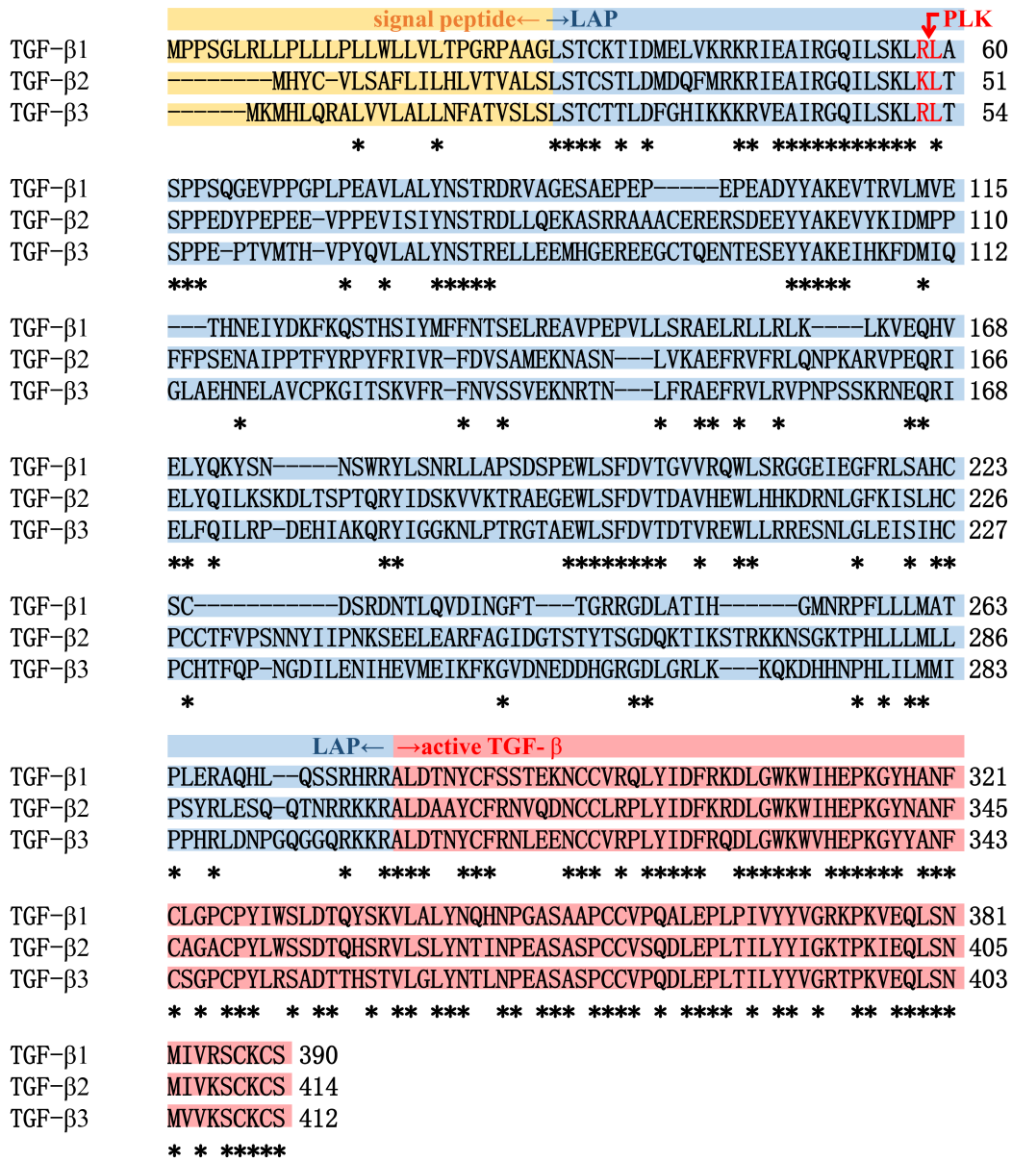 signal peptide← →LAP PLK
TGF-β1 MPPSGLRLLPLLLPLLWLLVLTPGRPAAGLSTCKTIDMELVKRKRIEAIRGQILSKLRLA 60
TGF-β2 --------MHYC-VLSAFLILHLVTVALSLSTCSTLDMDQFMRKRIEAIRGQILSKLKLT 51
TGF-β3 ------MKMHLQRALVVLALLNFATVSLSLSTCTTLDFGHIKKKRVEAIRGQILSKLRLT 54
* * **** * * ** *********** *
TGF-β1 SPPSQGEVPPGPLPEAVLALYNSTRDRVAGESAEPEP-----EPEADYYAKEVTRVLMVE 115
TGF-β2 SPPEDYPEPEE-VPPEVISIYNSTRDLLQEKASRRAAACERERSDEEYYAKEVYKIDMPP 110
TGF-β3 SPPE-PTVMTH-VPYQVLALYNSTRELLEEMHGEREEGCTQENTESEYYAKEIHKFDMIQ 112
*** * * ***** ***** *
TGF-β1 ---THNEIYDKFKQSTHSIYMFFNTSELREAVPEPVLLSRAELRLLRLK----LKVEQHV 168
TGF-β2 FFPSENAIPPTFYRPYFRIVR-FDVSAMEKNASN---LVKAEFRVFRLQNPKARVPEQRI 166
TGF-β3 GLAEHNELAVCPKGITSKVFR-FNVSSVEKNRTN---LFRAEFRVLRVPNPSSKRNEQRI 168
* * * * ** * * **
TGF-β1 ELYQKYSN-----NSWRYLSNRLLAPSDSPEWLSFDVTGVVRQWLSRGGEIEGFRLSAHC 223
TGF-β2 ELYQILKSKDLTSPTQRYIDSKVVKTRAEGEWLSFDVTDAVHEWLHHKDRNLGFKISLHC 226
TGF-β3 ELFQILRP-DEHIAKQRYIGGKNLPTRGTAEWLSFDVTDTVREWLLRRESNLGLEISIHC 227
** * ** ******** * ** * * **
TGF-β1 SC-----------DSRDNTLQVDINGFT---TGRRGDLATIH------GMNRPFLLLMAT 263
TGF-β2 PCCTFVPSNNYIIPNKSEELEARFAGIDGTSTYTSGDQKTIKSTRKKNSGKTPHLLLMLL 286
TGF-β3 PCHTFQP-NGDILENIHEVMEIKFKGVDNEDDHGRGDLGRLK---KQKDHHNPHLILMMI 283
* * ** * * **
LAP← →active TGF- β
TGF-β1 PLERAQHL--QSSRHRRALDTNYCFSSTEKNCCVRQLYIDFRKDLGWKWIHEPKGYHANF 321
TGF-β2 PSYRLESQ-QTNRRKKRALDAAYCFRNVQDNCCLRPLYIDFKRDLGWKWIHEPKGYNANF 345
TGF-β3 PPHRLDNPGQGGQRKKRALDTNYCFRNLEENCCVRPLYIDFRQDLGWKWVHEPKGYYANF 343
* * * **** *** *** * ***** ****** ****** ***
TGF-β1 CLGPCPYIWSLDTQYSKVLALYNQHNPGASAAPCCVPQALEPLPIVYYVGRKPKVEQLSN 381
TGF-β2 CAGACPYLWSSDTQHSRVLSLYNTINPEASASPCCVSQDLEPLTILYYIGKTPKIEQLSN 405
TGF-β3 CSGPCPYLRSADTTHSTVLGLYNTLNPEASASPCCVPQDLEPLTILYYVGRTPKVEQLSN 403
* * *** * ** * ** *** ** *** **** * **** * ** * ** *****
TGF-β1 MIVRSCKCS 390
TGF-β2 MIVKSCKCS 414
TGF-β3 MVVKSCKCS 412
* * *****